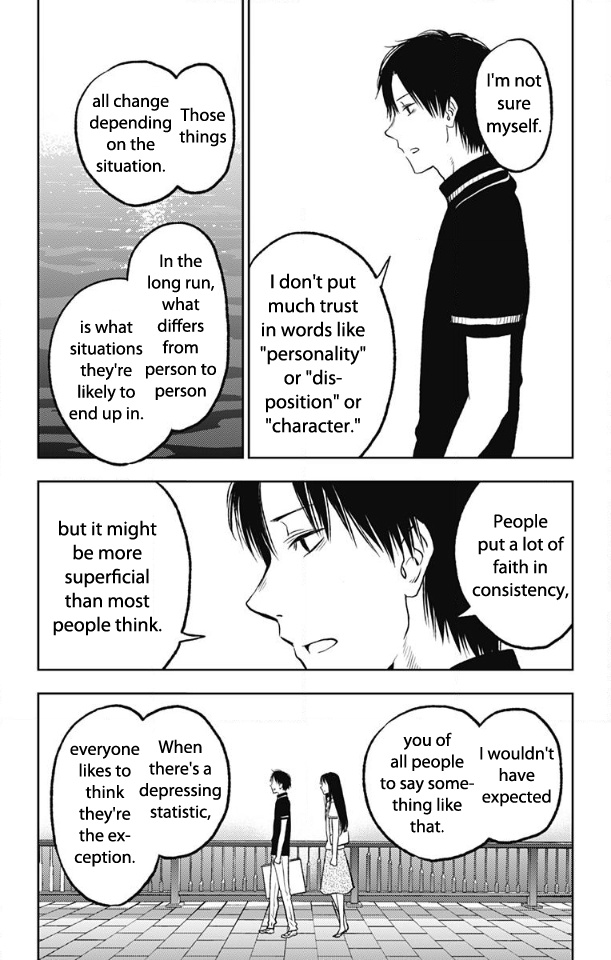 I'm not
sure
myself.
I don't put
much trust
in words like
"personality"
or "dis-
position" or
"character."
Those
things
all change
depending
on the
situation.
In the
long run,
what
differs
from
person to
person
is what
situations
they're
likely to
end up in.
People
put a lot of
faith in
consistency,
but it might
be more
superficial
than most
people think.
I wouldn't
have
expected
you of
all people
to say some-
thing like
that.
When
there's a
depressing
statistic,
everyone
likes to
think
they're
the ex-
ception.